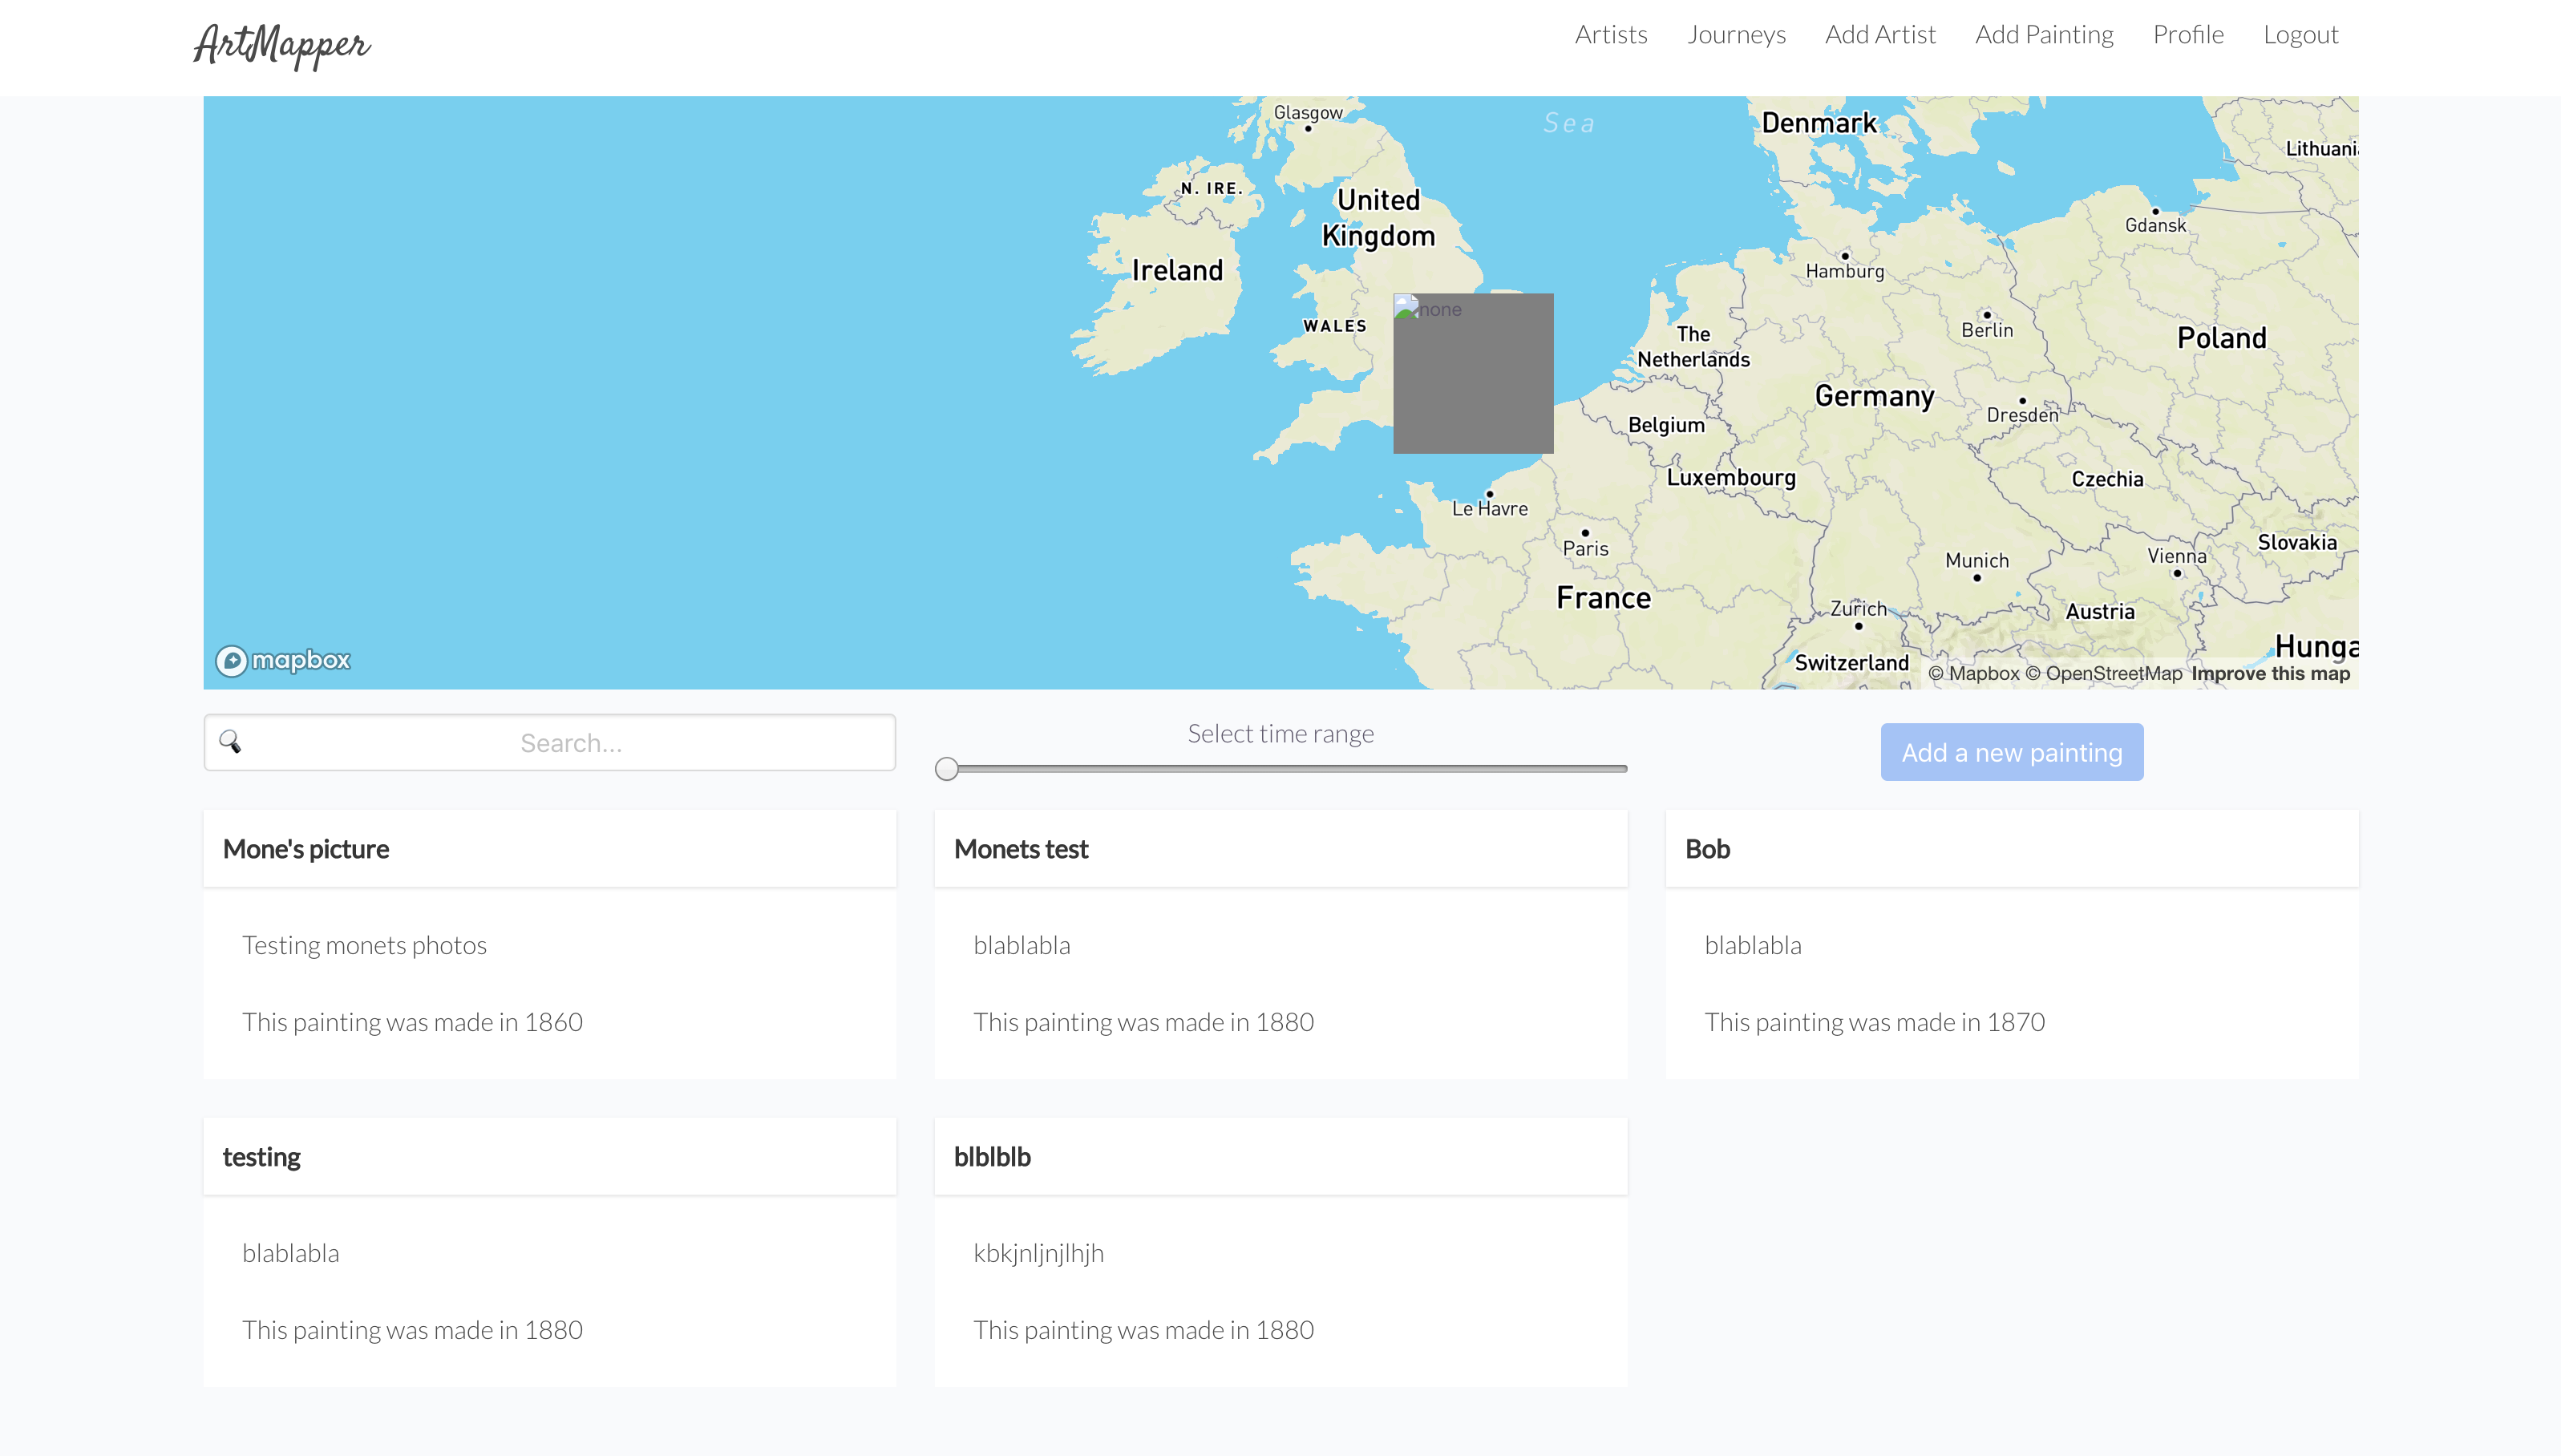 ArtMapper
Artists Journeys Add Artist Add Painting Profile Logout
Glasgow
Sea
Denmark
Lithuani
N. IRE.
United
Kingdom
Gdansk
Ireland
Hamburg
none
WALES
Berlin
The
Netherlands
Poland
Germany
Dresden
Belgium
Luxembourg
Czechia
Le Havre
Paris
Slovakia
Munich
Vienna
France
Zurich
Austria
Hunga
Switzerland
mapbox
© Mapbox © OpenStreetMap Improve this map
Search...
Select time range
Add a new painting
Mone's picture
Testing monets photos
This painting was made in 1860
Monets test
blablabla
This painting was made in 1880
Bob
blablabla
This painting was made in 1870
testing
blablabla
This painting was made in 1880
blblblb
kbkjnljnjlhjh
This painting was made in 1880